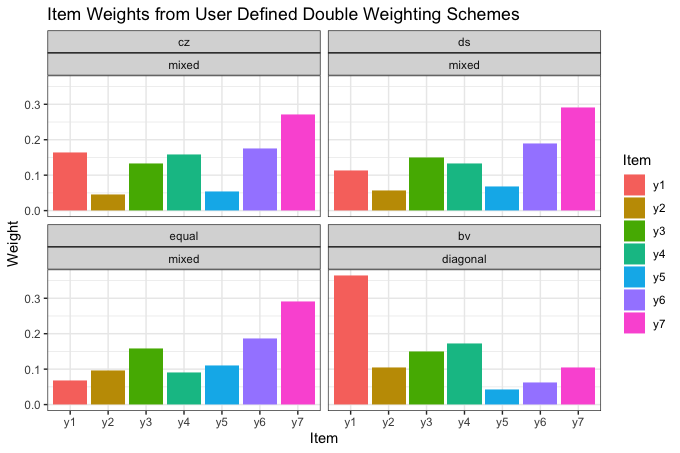 Item Weights from User Defined Double Weighting Schemes
cz
ds
mixed
mixed
0.3
0.2
0.1
0.0
equal
bv
mixed
diagonal
0.3
0.2
0.1
0.0
y1 y2 y3 y4 y5 y6 y7
y1 y2 y3 y4 y5 y6 y7
Item
Weight
Item
y1
y2
y3
y4
y5
y6
y7